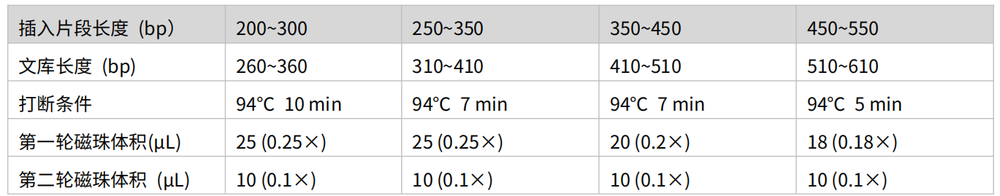 插入片段长度 (bp） 200~300 250~350 350~450 450~550
文库长度 (bp) 260~360 310~410 410~510 510~610
打断条件 94℃ 10 min 94℃ 7 min 94℃ 7 min 94℃ 5 min
第一轮磁珠体积(μL) 25 (0.25×) 25 (0.25×) 20 (0.2×) 18 (0.18×)
第二轮磁珠体积 (μL) 10 (0.1×) 10 (0.1×) 10 (0.1×) 10 (0.1×)